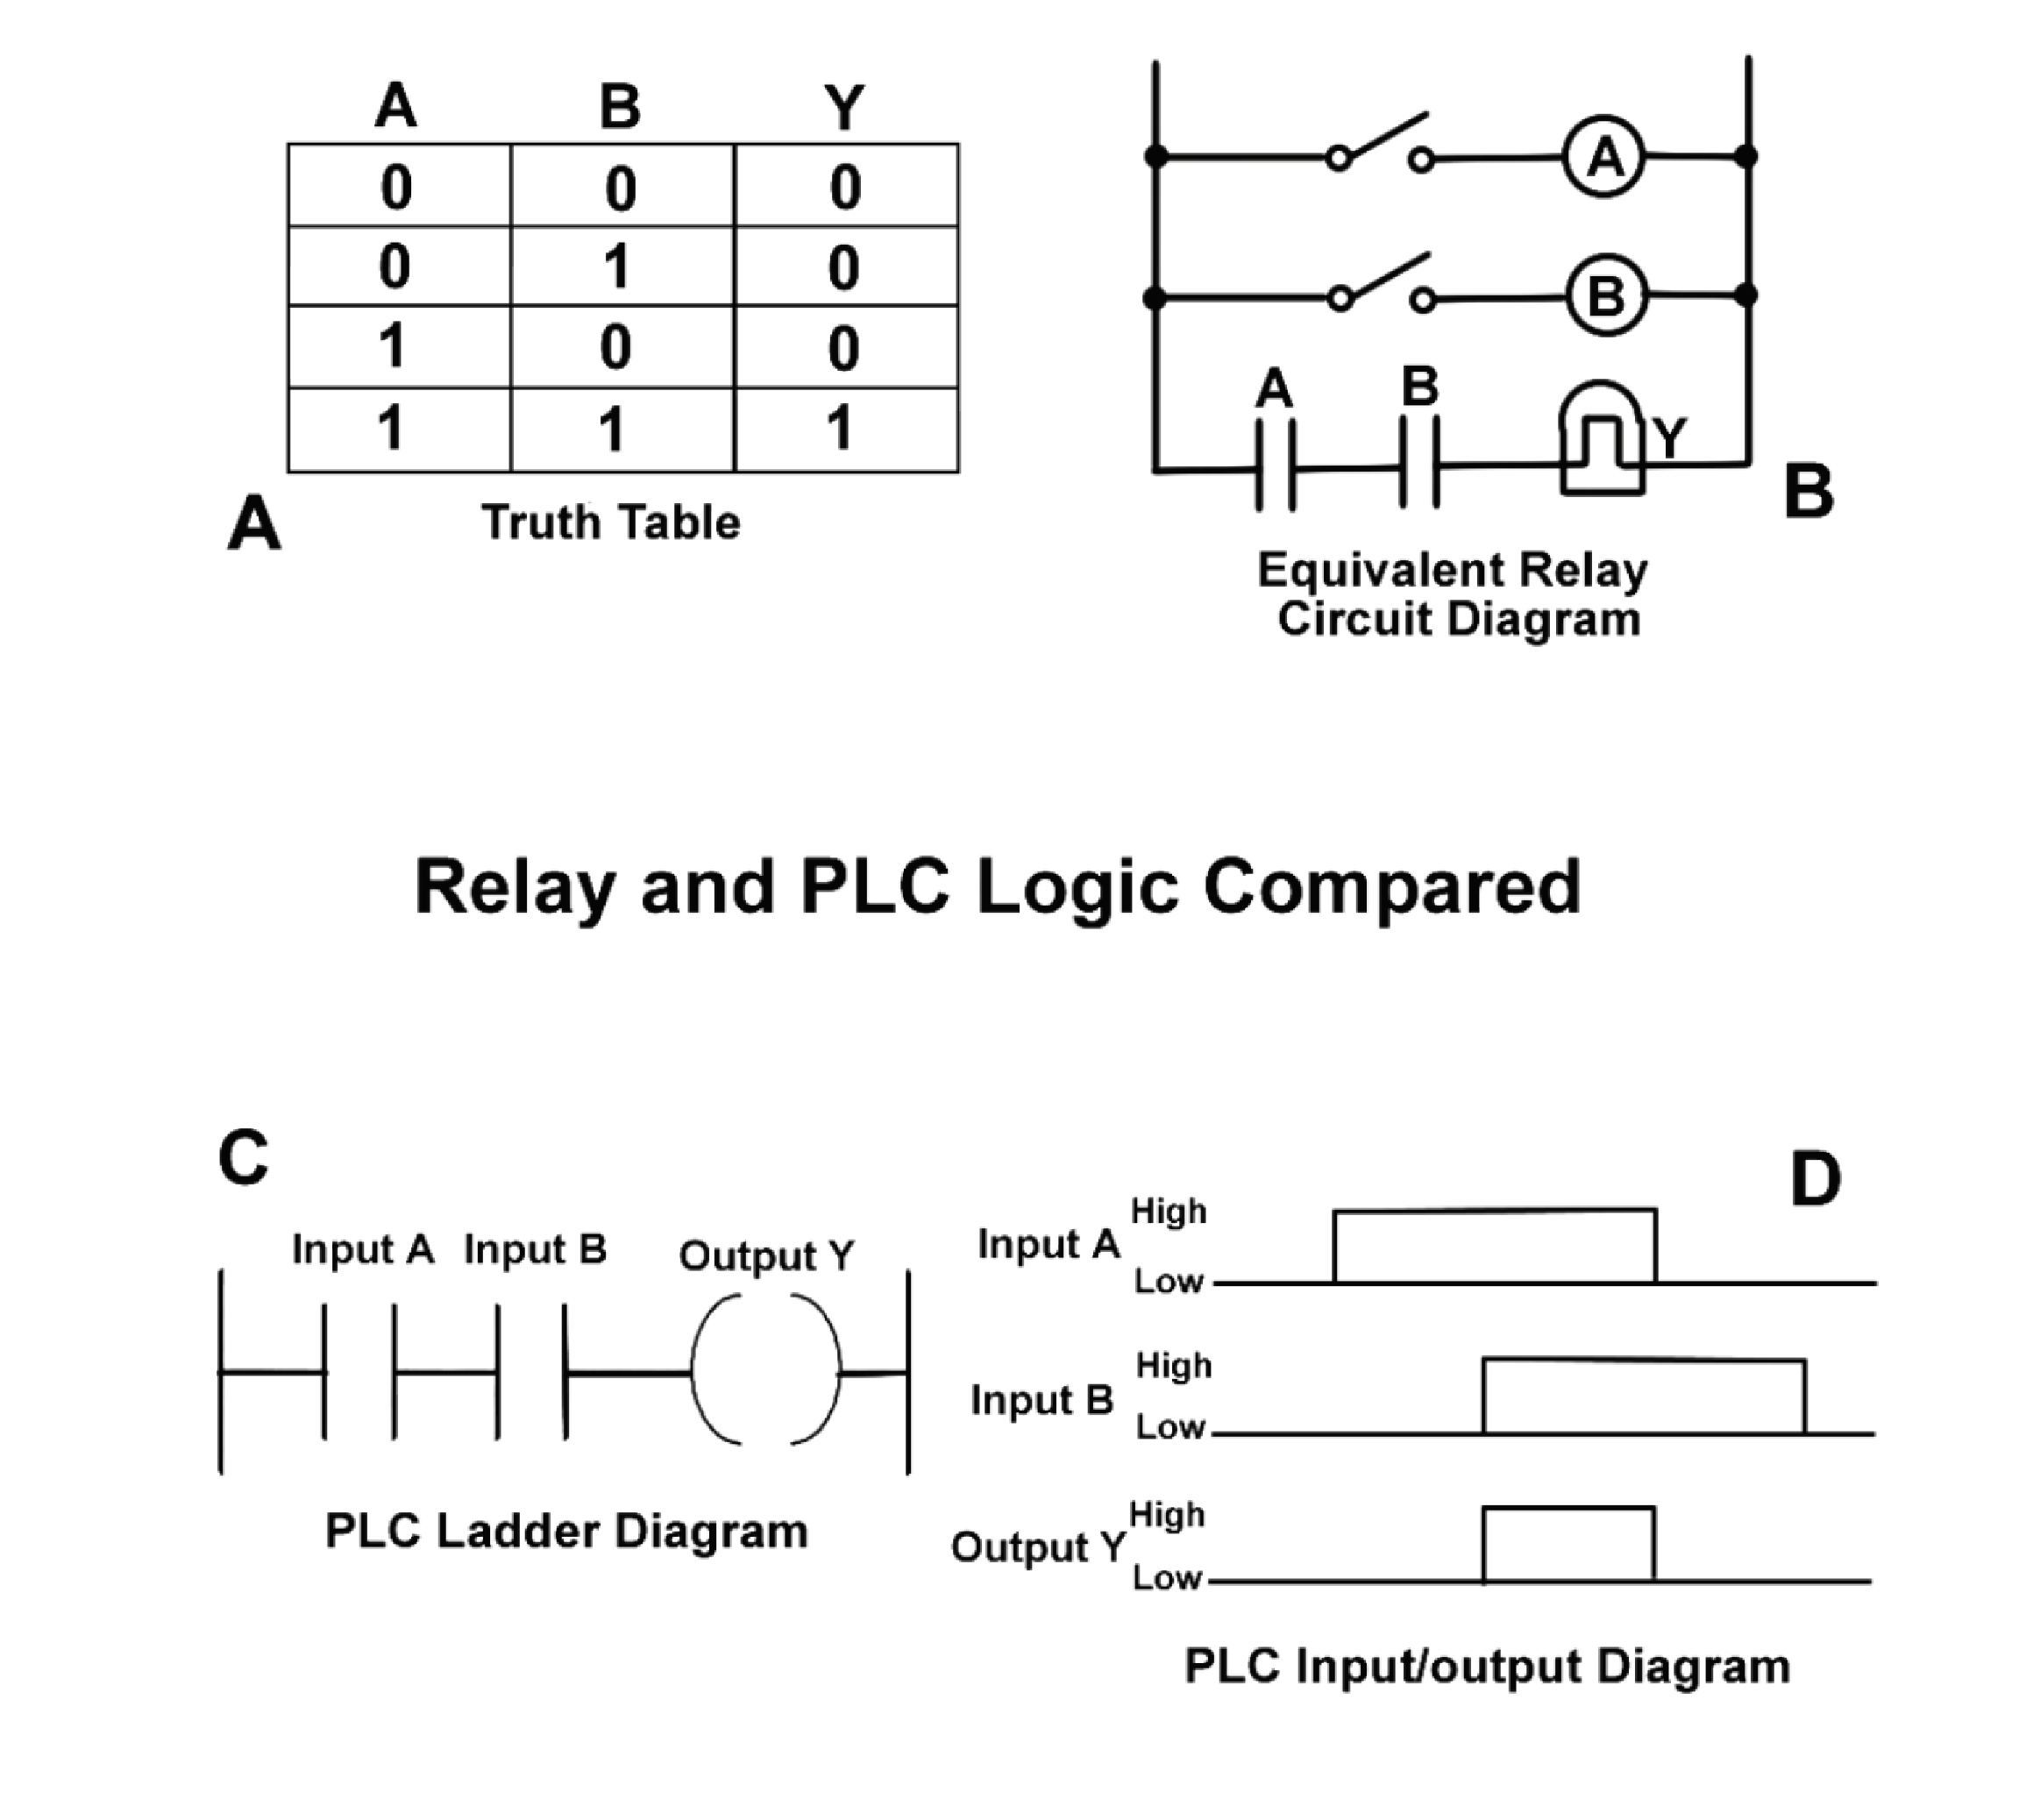 A B Y
0 0 0
0 1 0
1 0 0
1 1 1
A
Truth Table
A
B
A B
Y
B
Equivalent Relay
Circuit Diagram
Relay and PLC Logic Compared
C
Input A Input B Output Y
PLC Ladder Diagram
D
High
Input A
Low
High
Input B
Low
High
Output Y
Low
PLC Input/output Diagram